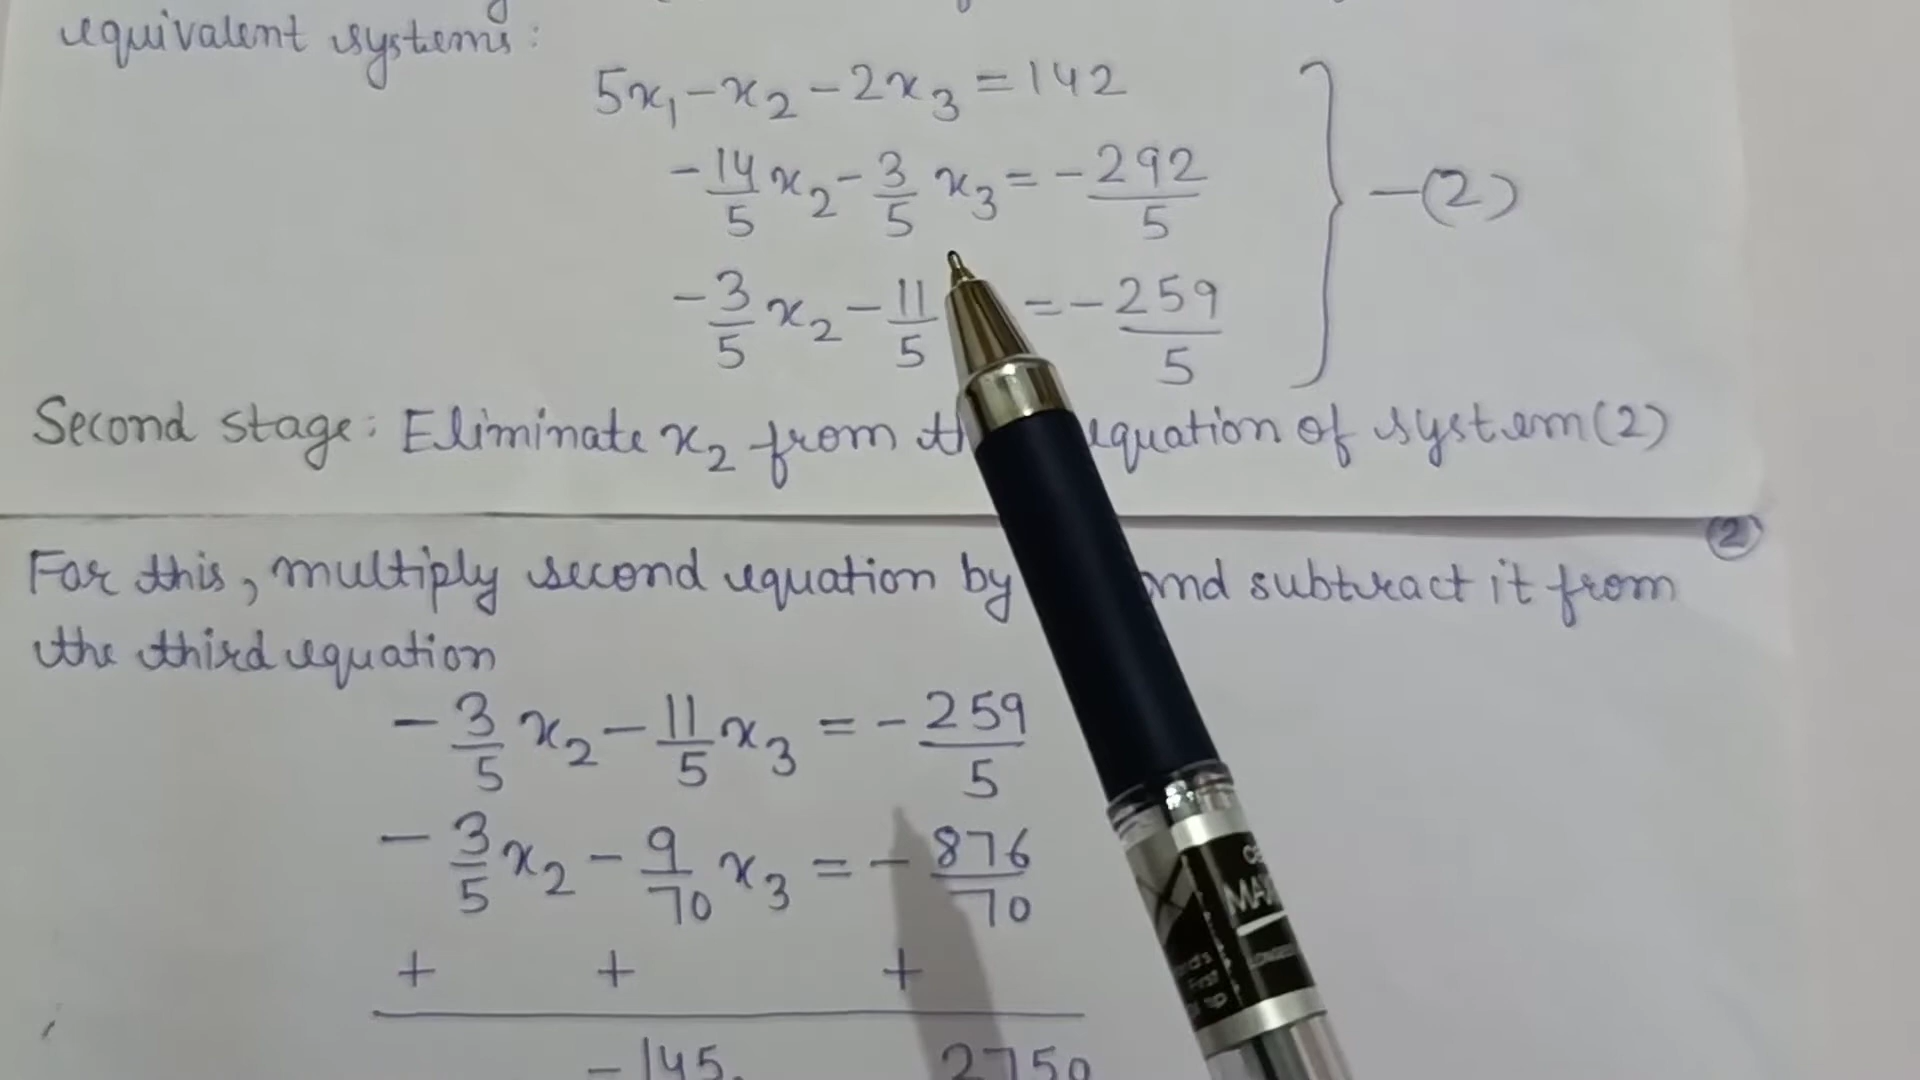 equivalent systems:
5x₁-x₂-2x₃=142
-14/5 x₂-3/5 x₃=-292/5
-(2)
-3/5 x₂-11/5 =-259/5
Second stage: Eliminate x₂ from equation of system(2)
(2)
For this, multiply second equation by and subtract it from
the third equation
-3/5 x₂-11/5 x₃=-259/5
-3/5 x₂-9/70 x₃=-876/70
+ + +
-145 2750